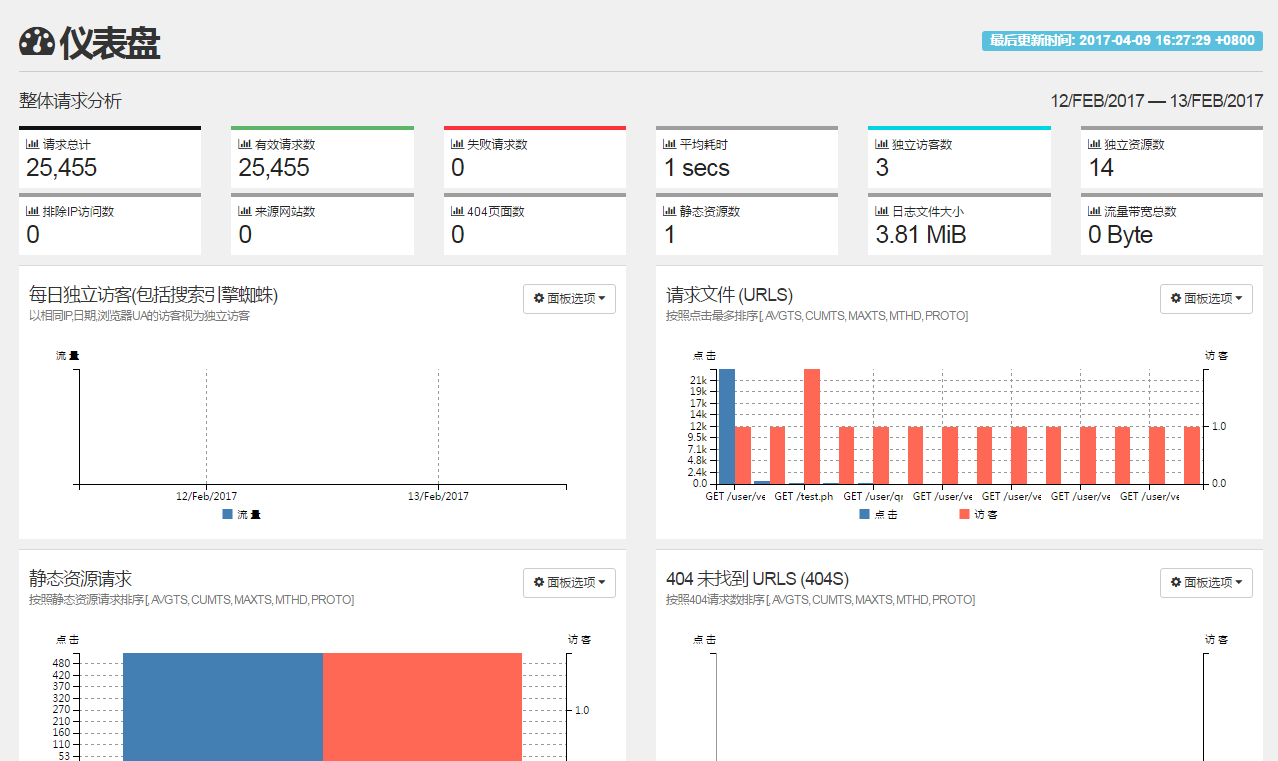 仪表盘
最后更新时间: 2017-04-09 16:27:29 +0800
整体请求分析
12/FEB/2017 — 13/FEB/2017
请求总计
25,455
有效请求数
25,455
失败请求数
0
平均耗时
1 secs
独立访客数
3
独立资源数
14
排除IP访问数
0
来源网站数
0
404页面数
0
静态资源数
1
日志文件大小
3.81 MiB
流量带宽总数
0 Byte
每日独立访客(包括搜索引擎蜘蛛)
以相同IP,日期,浏览器UA的访客视为独立访客
面板选项
流量
12/Feb/2017
13/Feb/2017
流量
请求文件 (URLS)
按照点击最多排序[, AVGTS, CUMTS, MAXTS, MTHD, PROTO]
面板选项
点击
访客
21k
19k
17k
14k
12k
9.5k
7.1k
4.8k
2.4k
0.0
1.0
0.0
GET /user/ve
GET /test.ph
GET /user/qr
GET /user/ve
GET /user/ve
GET /user/ve
GET /user/ve
点击
访客
静态资源请求
按照静态资源请求排序[, AVGTS, CUMTS, MAXTS, MTHD, PROTO]
面板选项
点击
访客
480
420
370
320
270
210
160
110
53
1.0
404 未找到 URLS (404S)
按照404请求数排序[, AVGTS, CUMTS, MAXTS, MTHD, PROTO]
面板选项
点击
访客